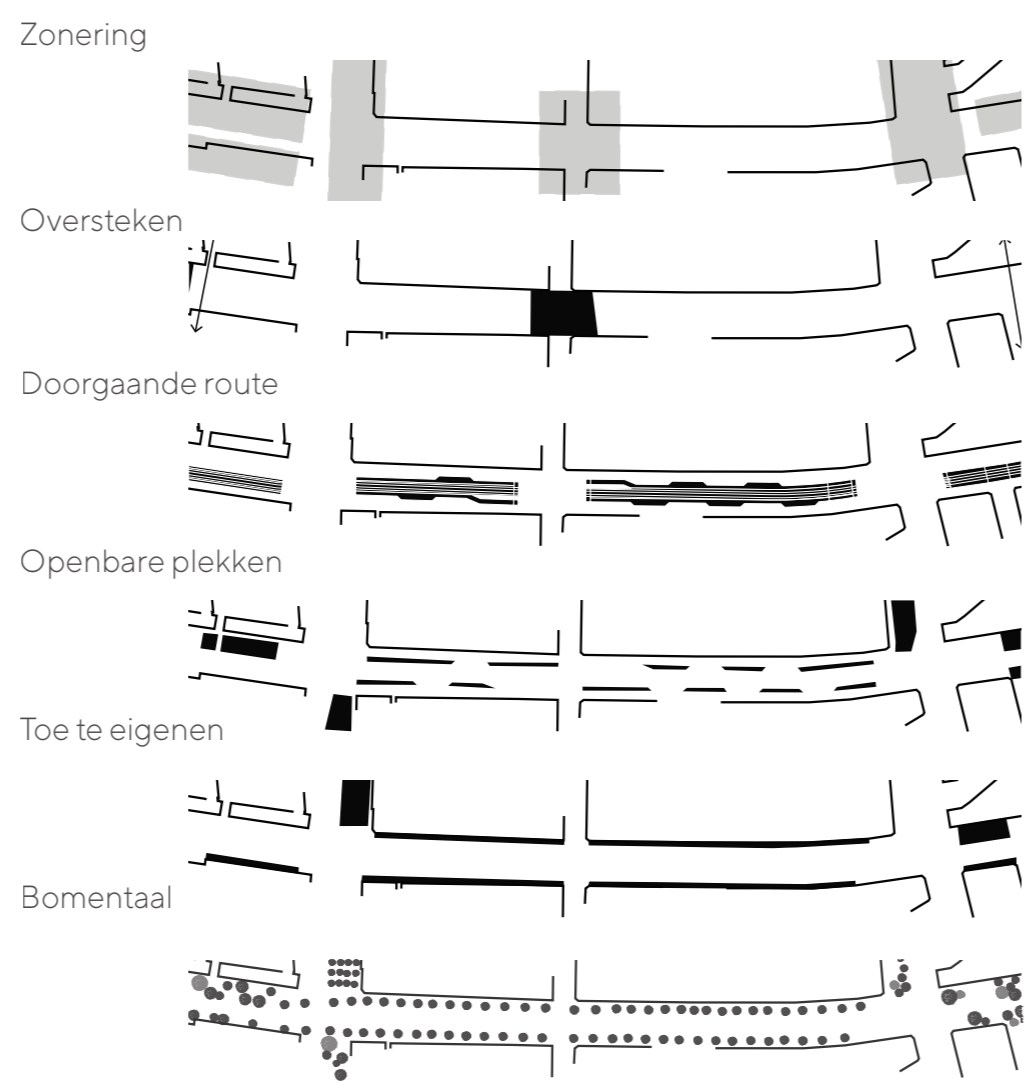 Zonering
Oversteken
Doorgaande route
Openbare plekken
Toe te eigenen
Bomentaal